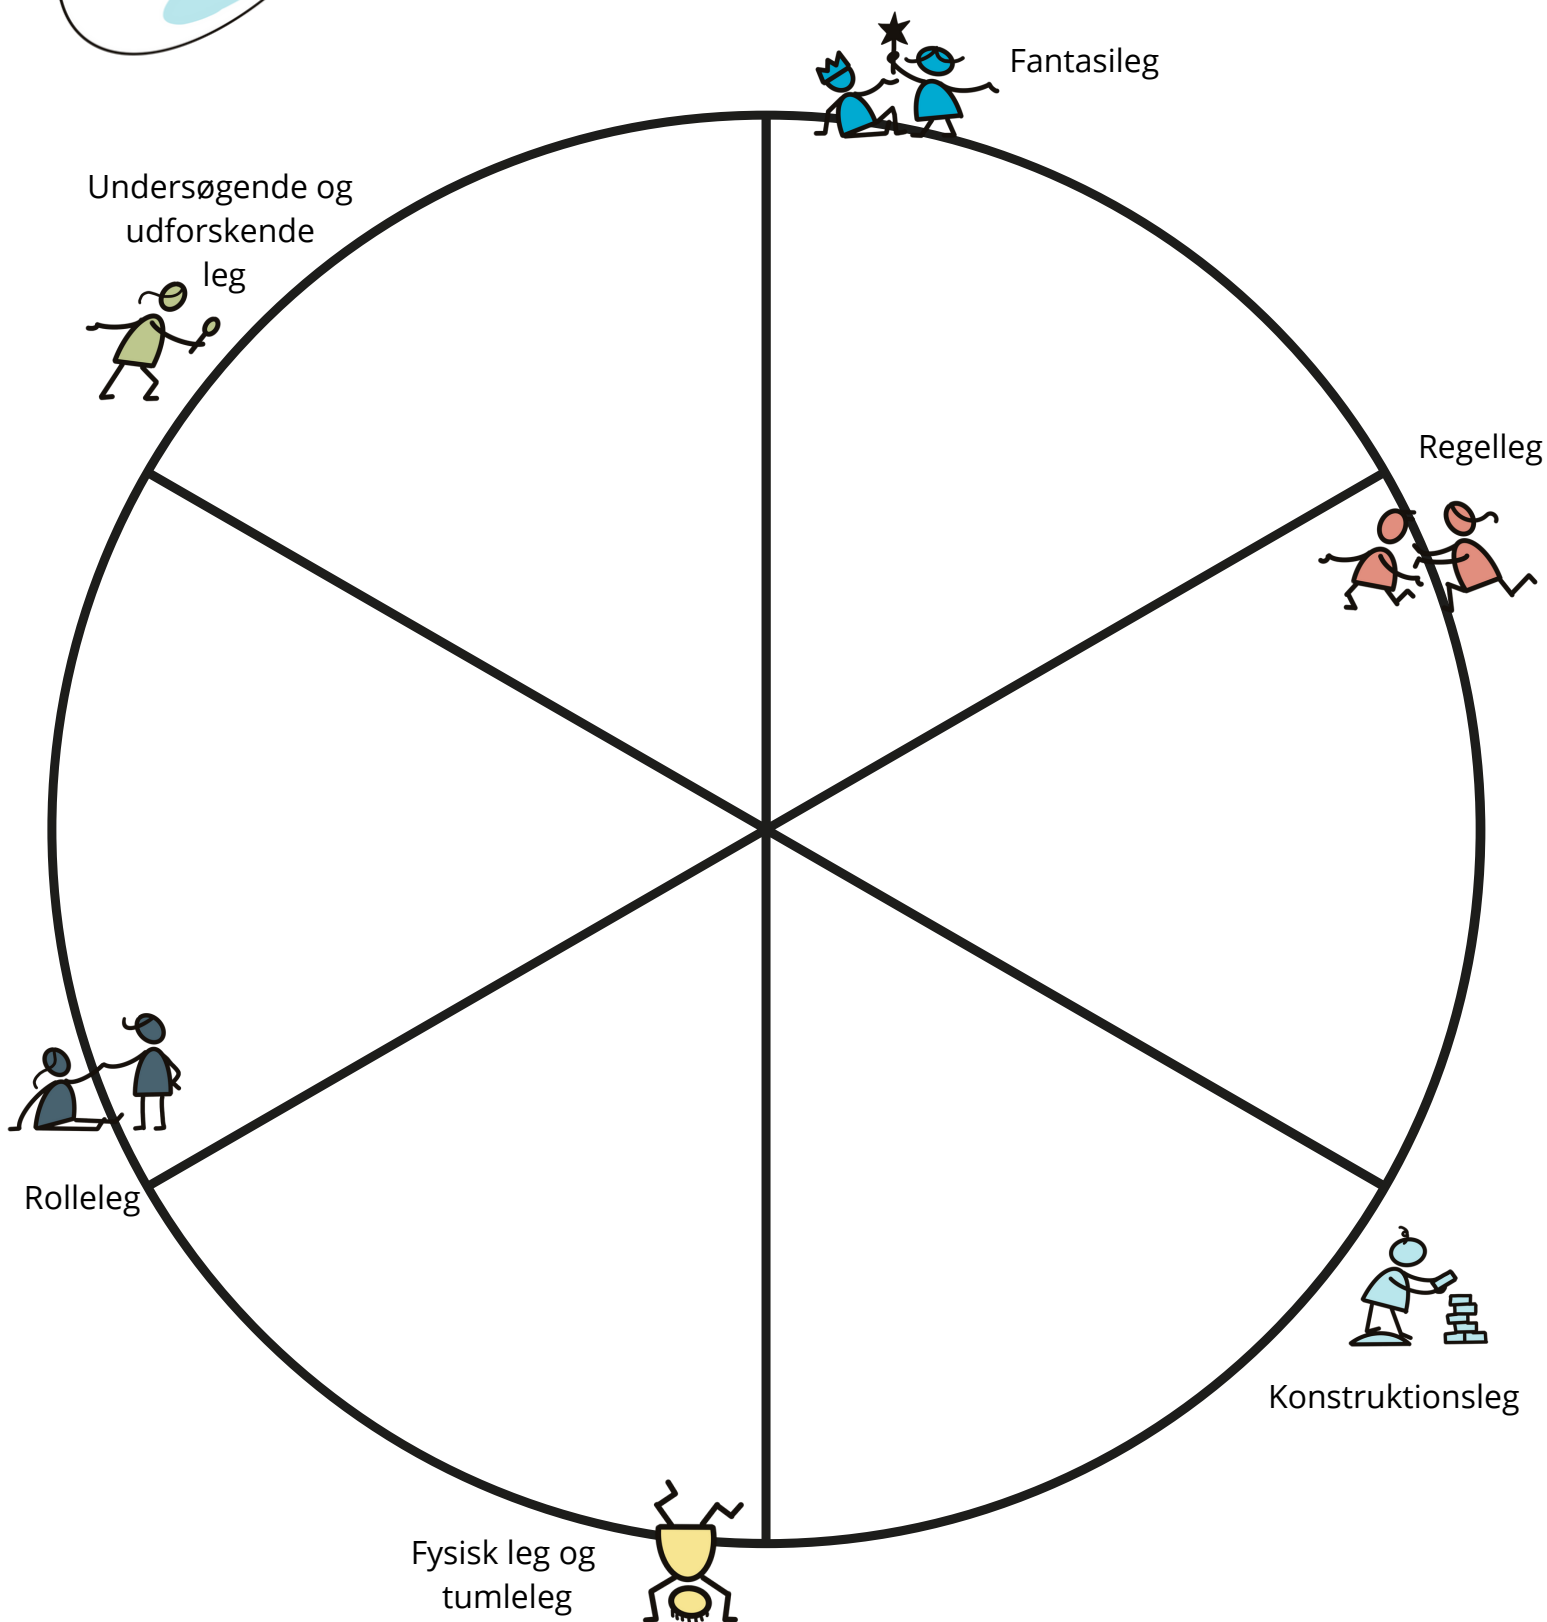 Fantasileg
Undersøgende og
udforskende
leg
Regelleg
Rolleleg
Konstruktionsleg
Fysisk leg og
tumleleg